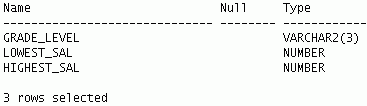 Name Null Type
------------------------------ -------- -----------
GRADE_LEVEL VARCHAR2(3)
LOWEST_SAL NUMBER
HIGHEST_SAL NUMBER
3 rows selected